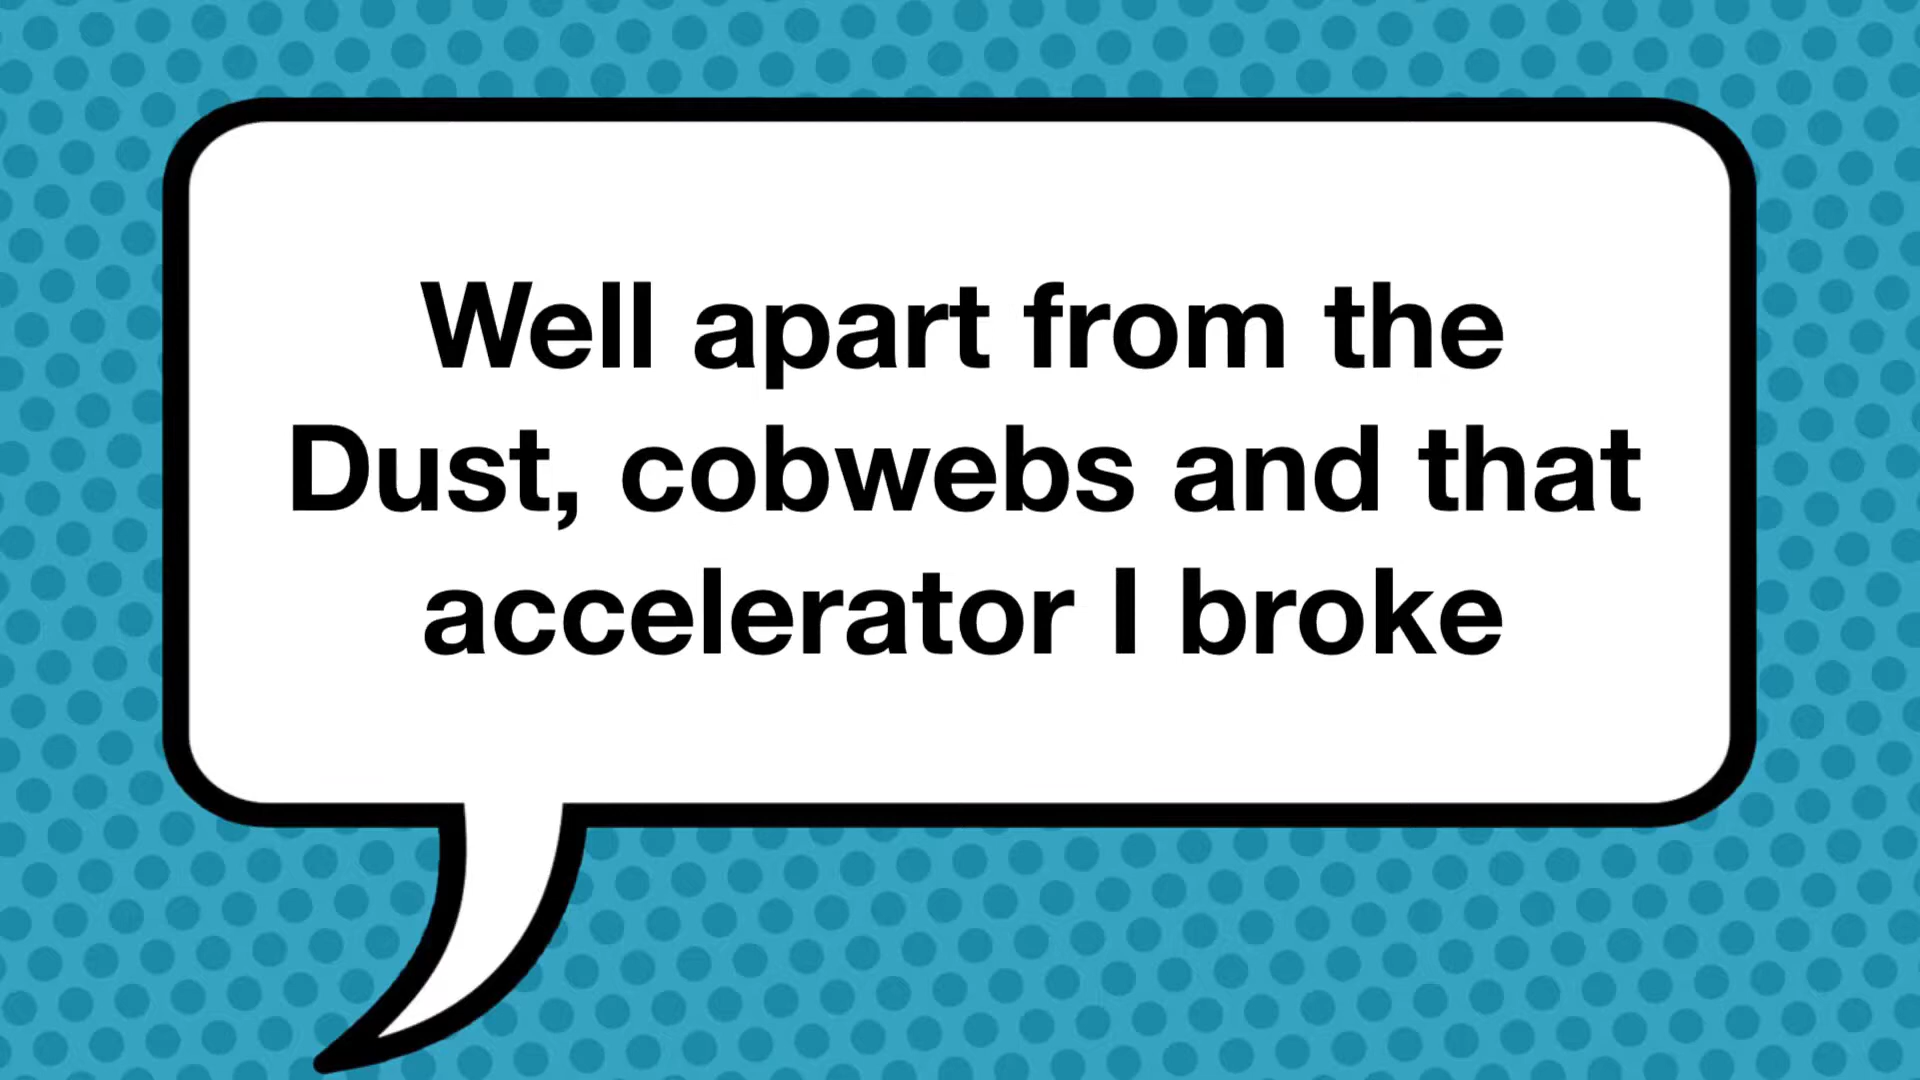 Well apart from the
Dust, cobwebs and that
accelerator I broke